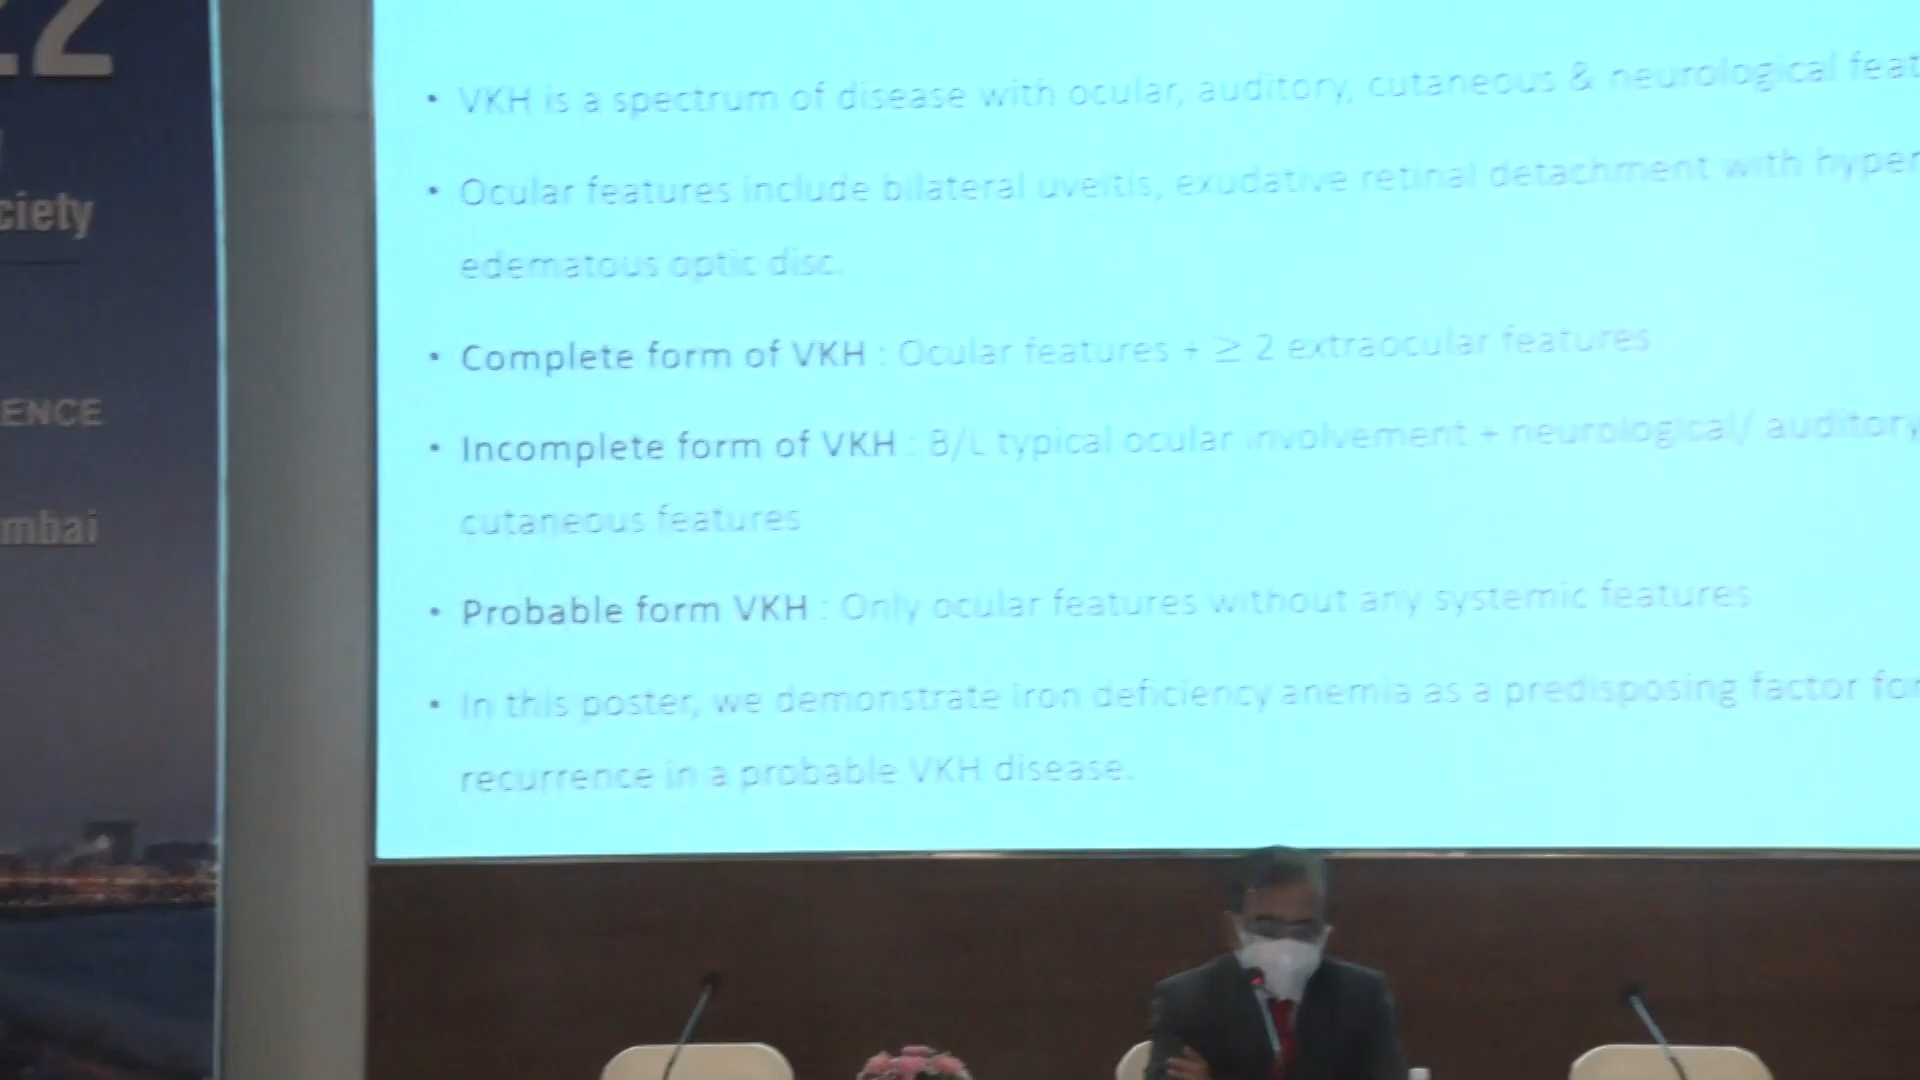 22
ciety
ENCE
mbai
• VKH is a spectrum of disease with ocular, auditory, cutaneous & neurological feat
• Ocular features include bilateral uveitis, exudative retinal detachment with hyper
edematous optic disc.
• Complete form of VKH : Ocular features + ≥ 2 extraocular features
• Incomplete form of VKH : B/L typical ocular involvement + neurological/ auditory
cutaneous features
• Probable form VKH : Only ocular features without any systemic features
• In this poster, we demonstrate iron deficiency anemia as a predisposing factor for
recurrence in a probable VKH disease.